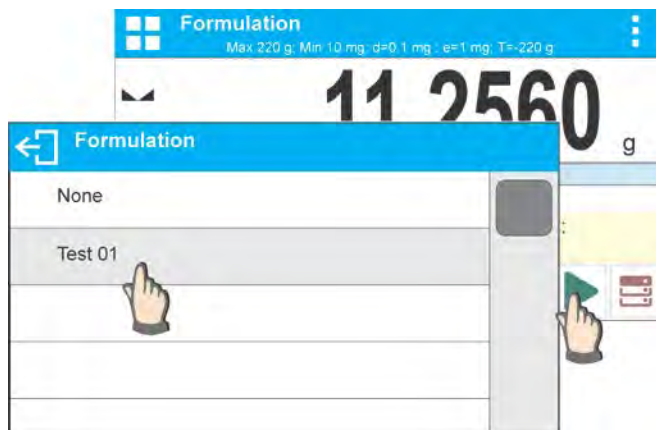 Formulation
Max 220 g; Min 10 mg; d=0.1 mg ; e=1 mg; T=-220 g
11.2560
g
Formulation
None
Test 01
: